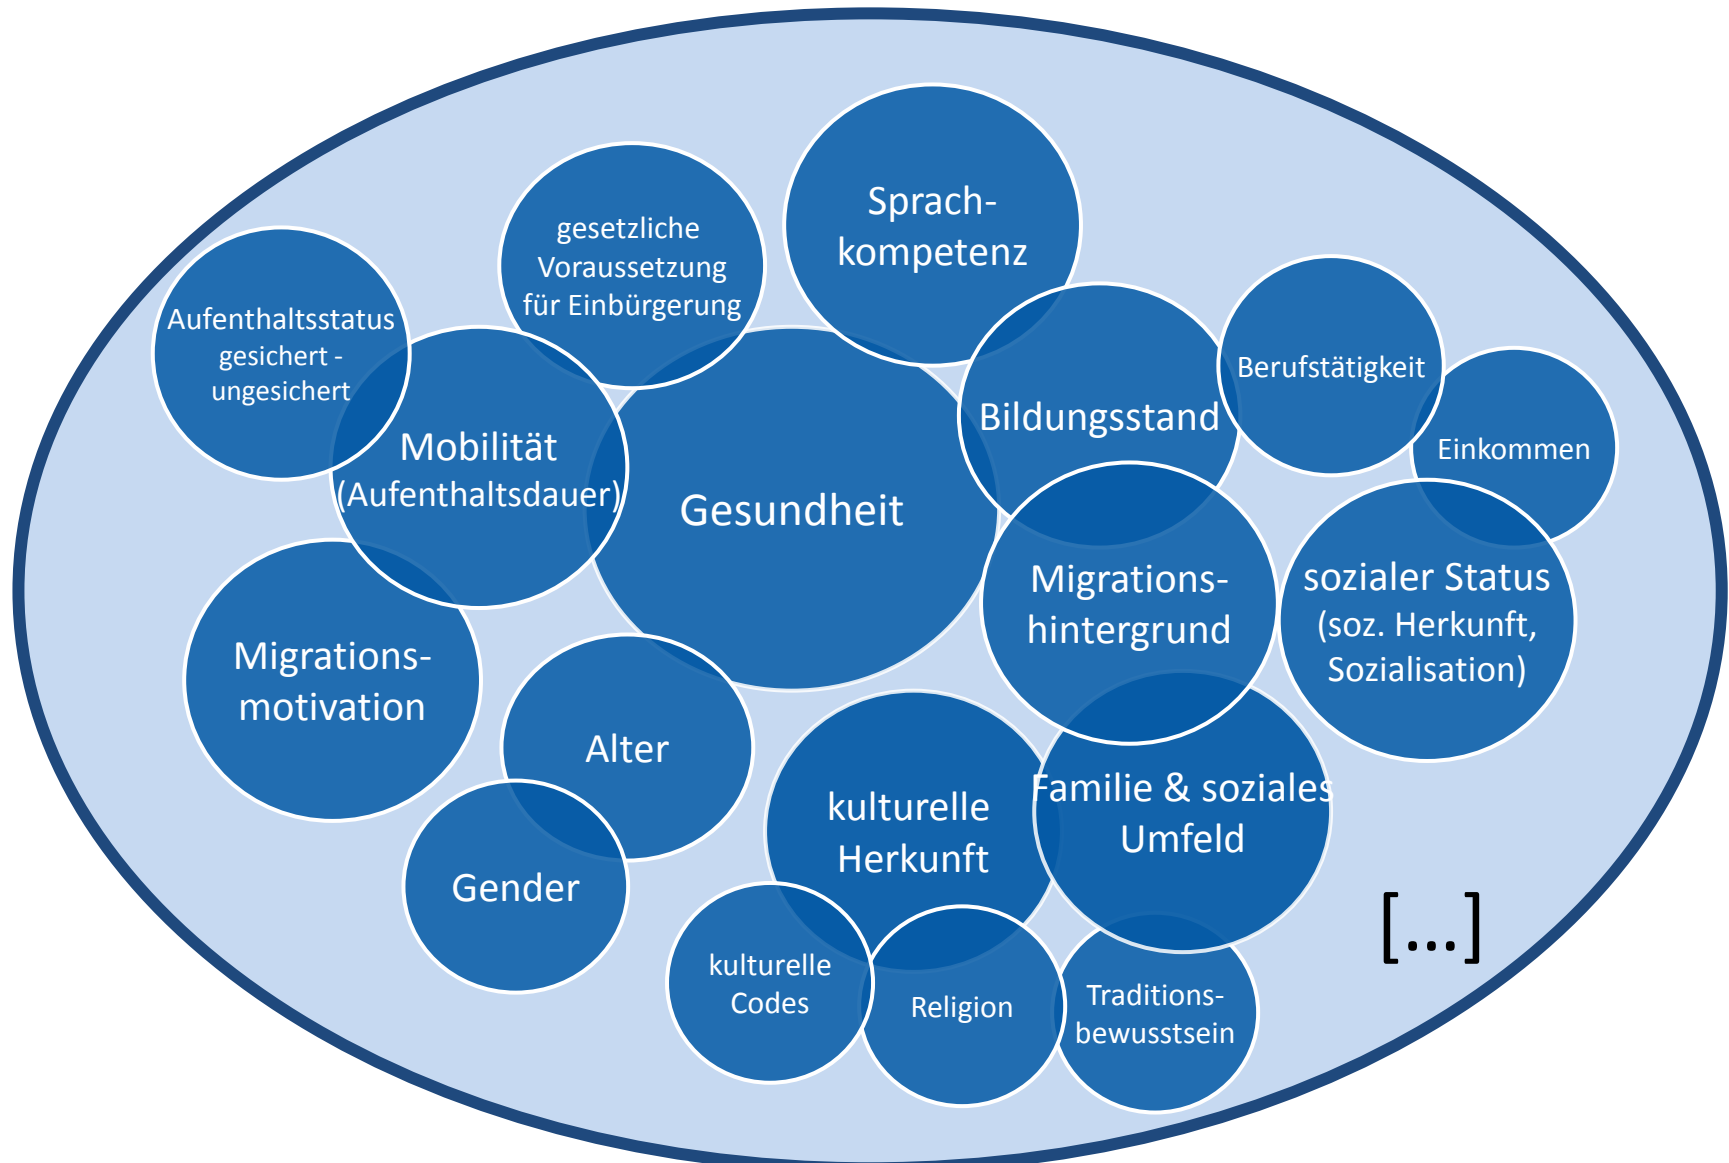 Sprach-
kompetenz
gesetzliche
Voraussetzung
für Einbürgerung
Aufenthaltsstatus
gesichert -
ungesichert
Berufstätigkeit
Bildungsstand
Einkommen
Mobilität
(Aufenthaltsdauer)
Gesundheit
Migrations-
hintergrund
sozialer Status
(soz. Herkunft,
Sozialisation)
Migrations-
motivation
Alter
kulturelle
Herkunft
Familie & soziales
Umfeld
Gender
[...]
kulturelle
Codes
Religion
Traditions-
bewusstsein